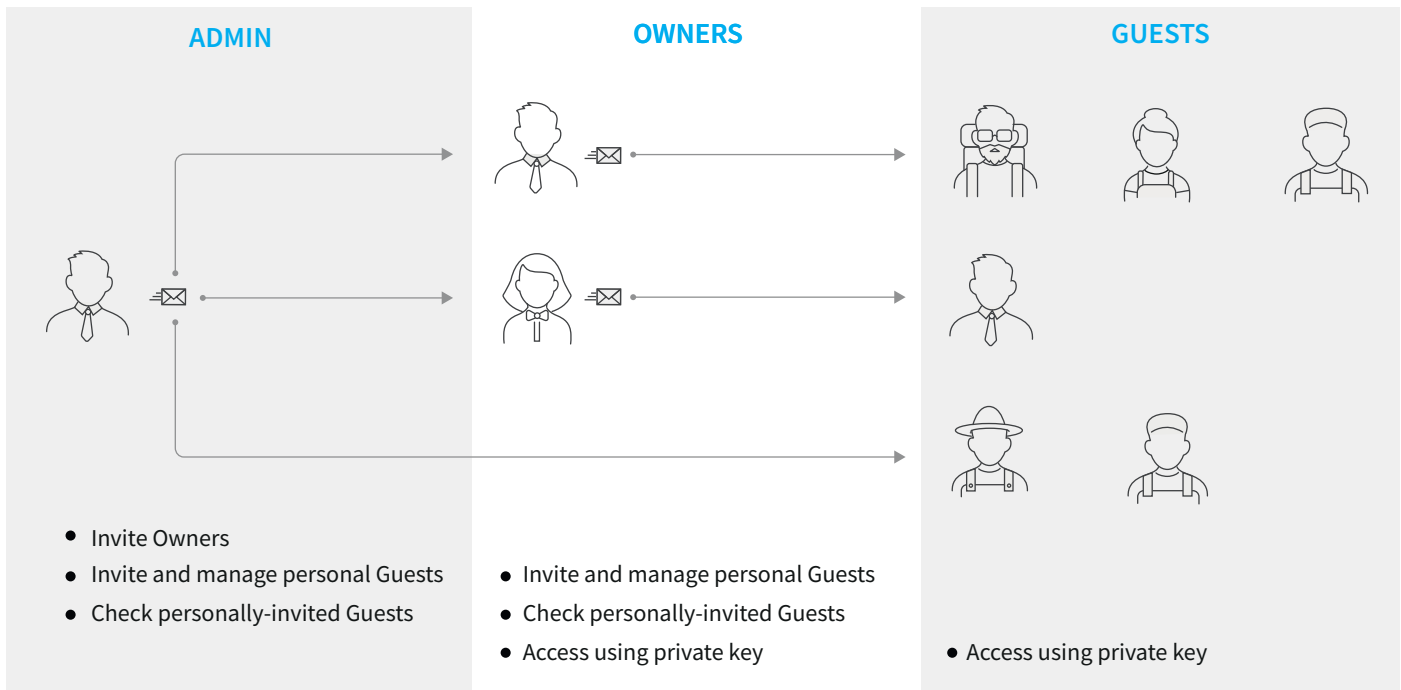 ADMIN
OWNERS
GUESTS
● Invite Owners
● Invite and manage personal Guests
● Check personally-invited Guests
● Invite and manage personal Guests
● Check personally-invited Guests
● Access using private key
● Access using private key